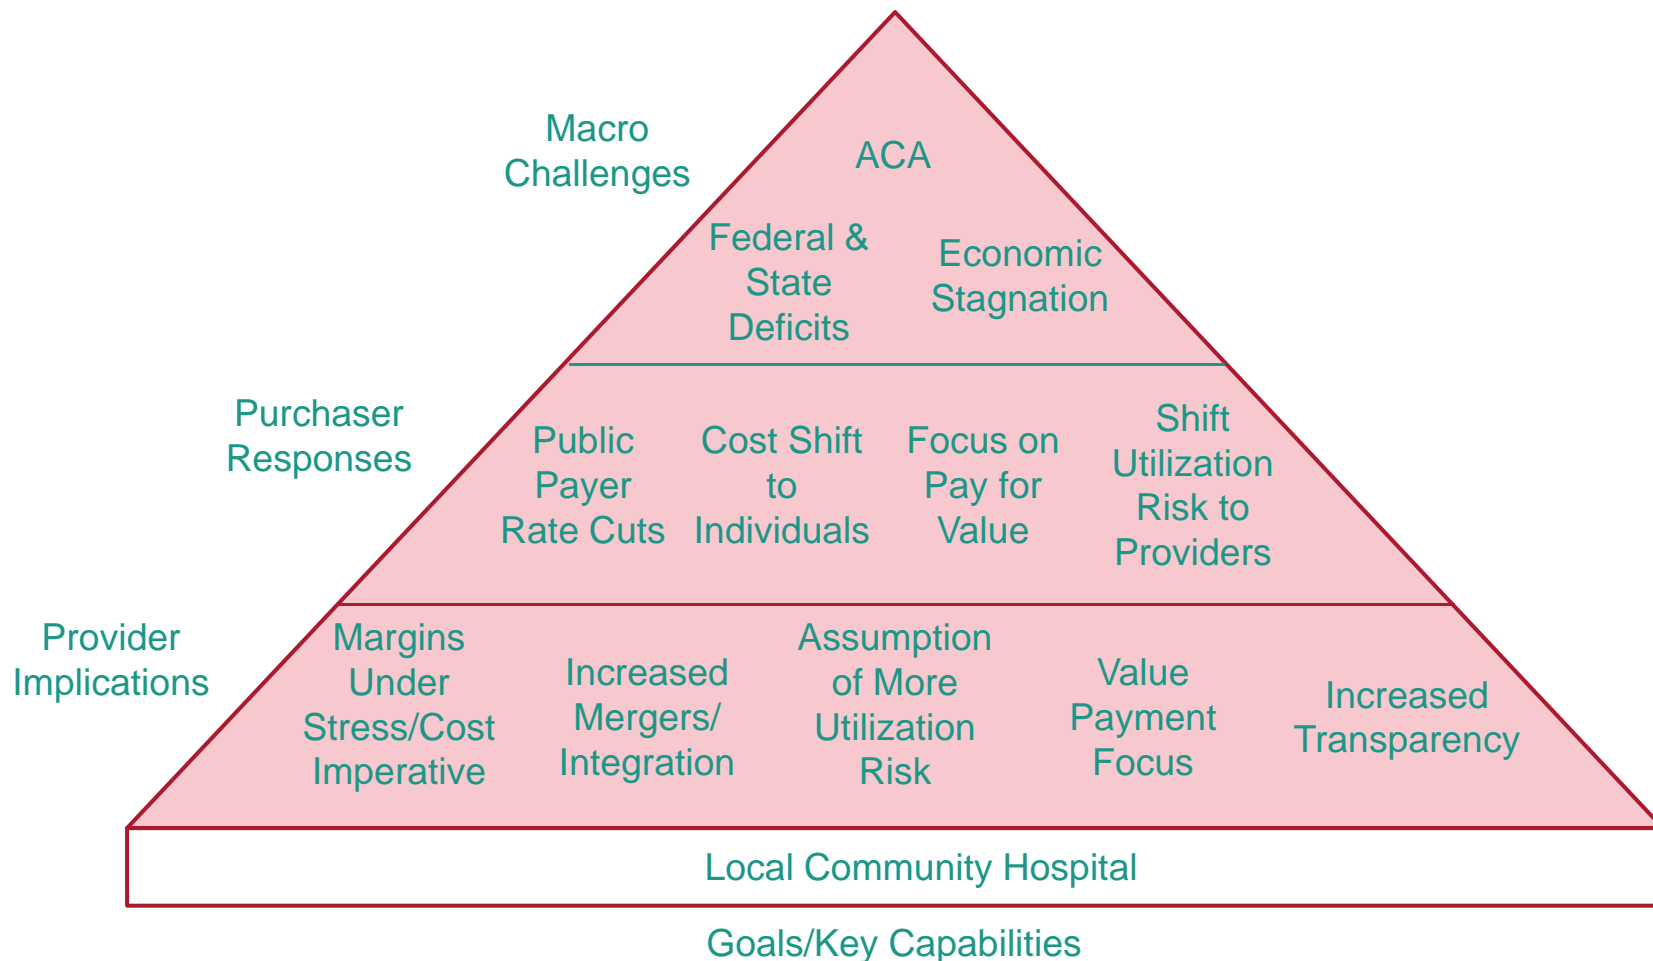 Macro
Challenges
ACA
Federal &
State
Deficits
Economic
Stagnation
Purchaser
Responses
Public
Payer
Rate Cuts
Cost Shift
to
Individuals
Focus on
Pay for
Value
Shift
Utilization
Risk to
Providers
Provider
Implications
Margins
Under
Stress/Cost
Imperative
Increased
Mergers/
Integration
Assumption
of More
Utilization
Risk
Value
Payment
Focus
Increased
Transparency
Local Community Hospital
Goals/Key Capabilities